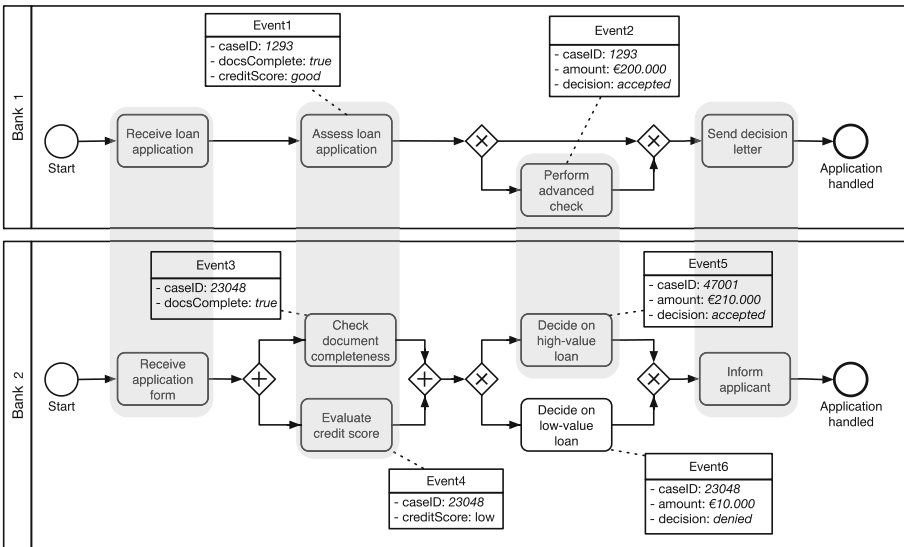 Bank 1
Event1
- caseID: 1293
- docsComplete: true
- creditScore: good
Event2
- caseID: 1293
- amount: €200.000
- decision: accepted
Start
Receive loan
application
Assess loan
application
Perform
advanced
check
Send decision
letter
Application
handled
Bank 2
Event3
- caseID: 23048
- docsComplete: true
Event5
- caseID: 47001
- amount: €210.000
- decision: accepted
Start
Receive
application
form
Check
document
completeness
Evaluate
credit score
Decide on
high-value
loan
Decide on
low-value
loan
Inform
applicant
Application
handled
Event4
- caseID: 23048
- creditScore: low
Event6
- caseID: 23048
- amount: €10.000
- decision: denied